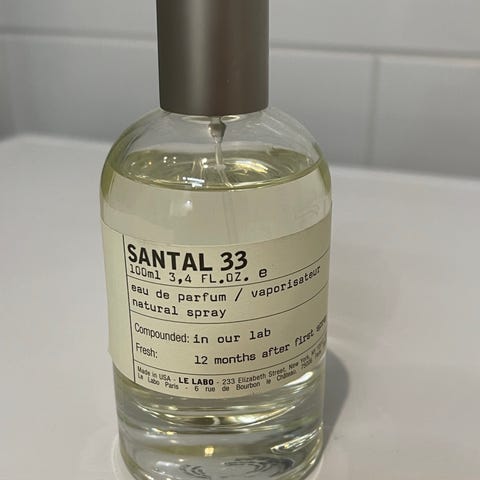 SANTAL 33
100ml 3,4 FL.OZ. e
eau de parfum / vaporisateur
natural spray
Compounded: in our lab
Fresh: 12 months after first
Made in USA - LE LABO - 233 Elizabeth Street, New York,
Le Labo Paris - 6 rue de Bourbon le Château,